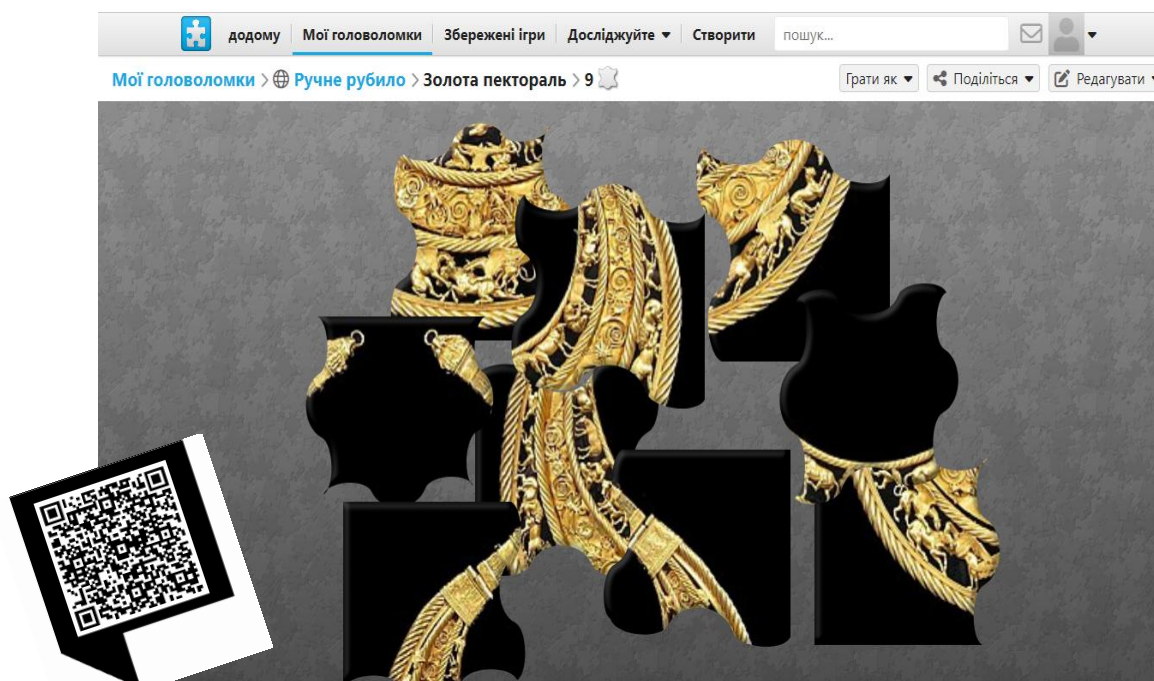 додому Мої головоломки Збережені ігри Досліджуйте Створити пошук...
Мої головоломки > Ручне рубило > Золота пектораль > 9 Грати як Поділіться Редагувати